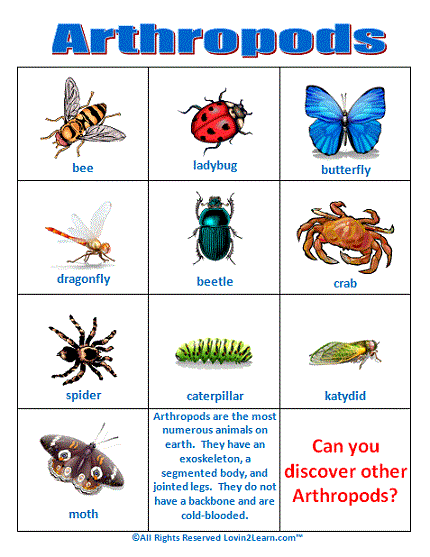 Arthropods
bee
ladybug
butterfly
dragonfly
beetle
crab
spider
caterpillar
katydid
moth
Arthropods are the most
numerous animals on
earth. They have an
exoskeleton, a
segmented body, and
jointed legs. They do not
have a backbone and are
cold-blooded.
Can you
discover other
Arthropods?
©All Rights Reserved Lovin2Learn.com™